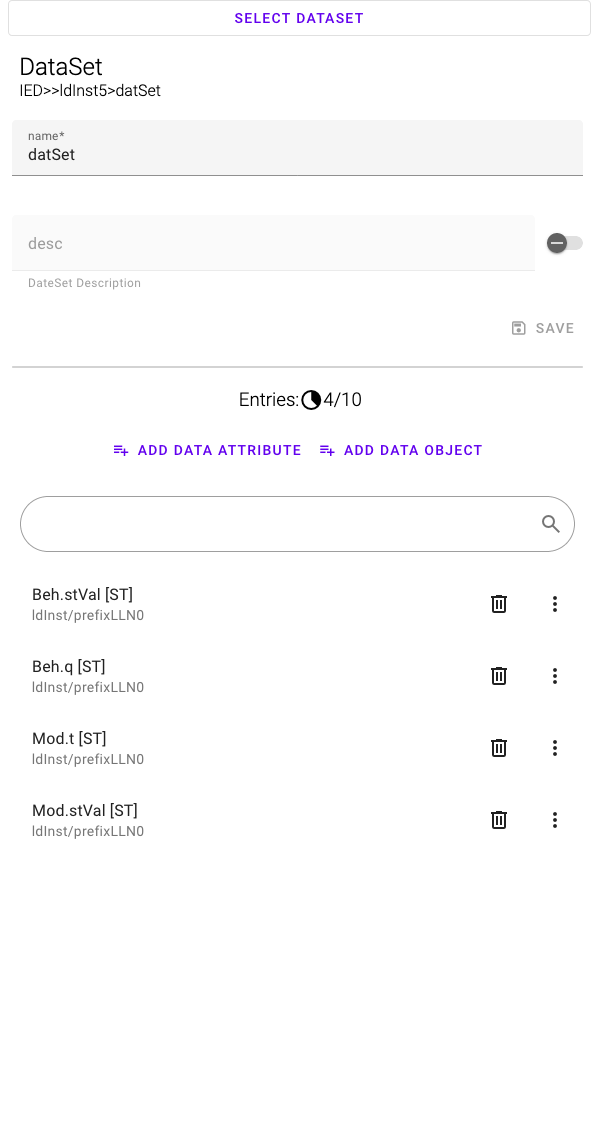 SELECT DATASET
DataSet
IED>>ldInst5>datSet
name*
datSet
desc
DateSet Description
SAVE
Entries: 4/10
ADD DATA ATTRIBUTE ADD DATA OBJECT
Beh.stVal [ST]
ldInst/prefixLLN0
Beh.q [ST]
ldInst/prefixLLN0
Mod.t [ST]
ldInst/prefixLLN0
Mod.stVal [ST]
ldInst/prefixLLN0